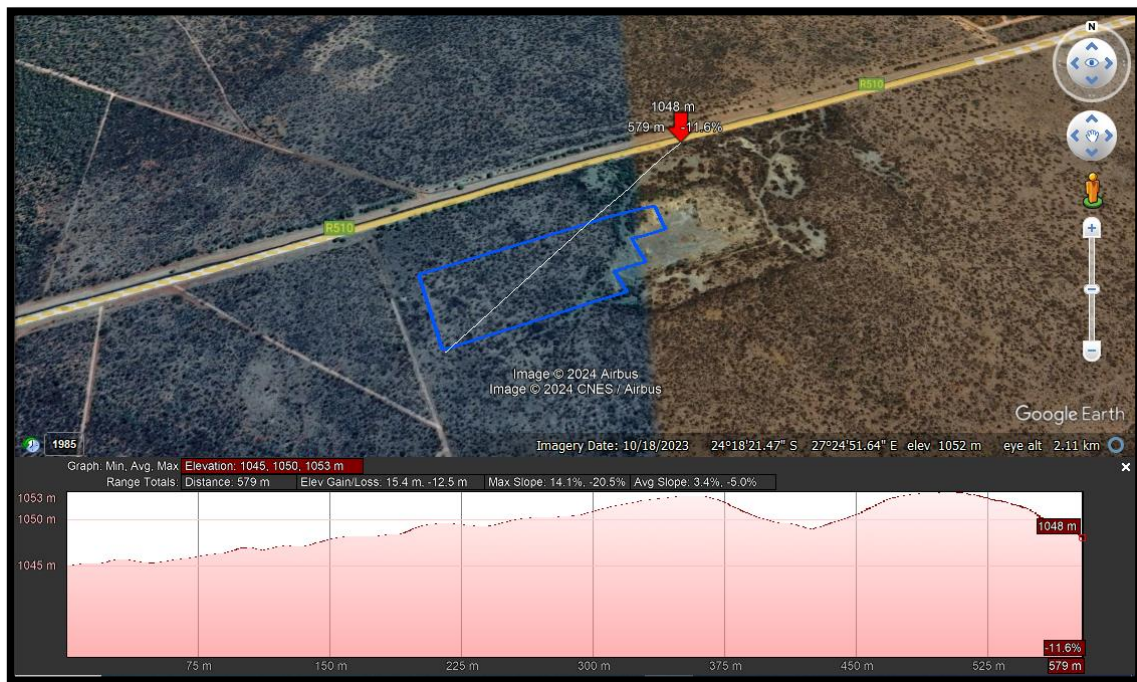 N
R510
1048 m
579 m -11.6%
R510
Image © 2024 Airbus
Image © 2024 CNES / Airbus
Google Earth
1985
Imagery Date: 10/18/2023 24°18'21.47" S 27°24'51.64" E elev 1052 m eye alt 2.11 km
Graph: Min, Avg, Max Elevation: 1045, 1050, 1053 m
Range Totals: Distance: 579 m Elev Gain/Loss: 15.4 m, -12.5 m Max Slope: 14.1%, -20.5% Avg Slope: 3.4%, -5.0%
1053 m
1050 m
1048 m
1045 m
-11.6%
75 m 150 m 225 m 300 m 375 m 450 m 525 m 579 m